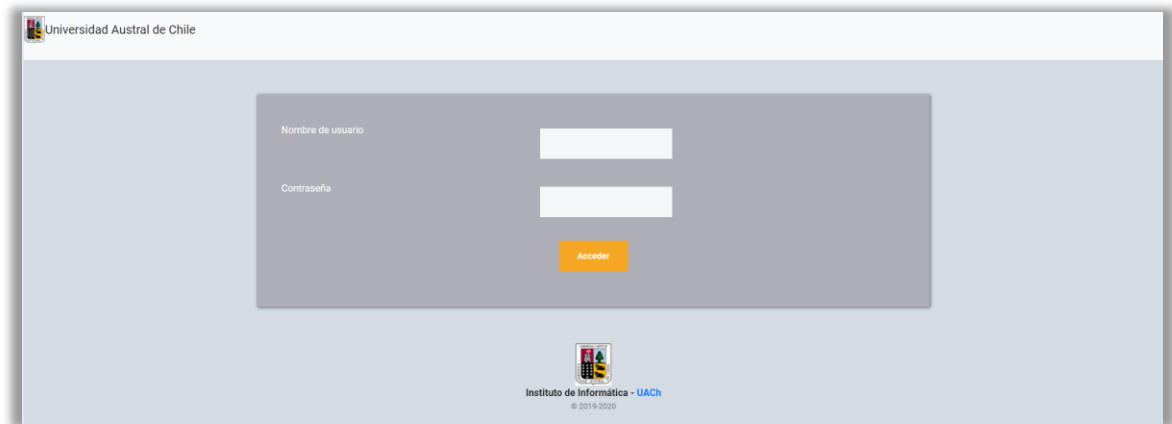 Universidad Austral de Chile
Nombre de usuario
Contraseña
Acceder
Instituto de Informática - UACh
© 2019-2020